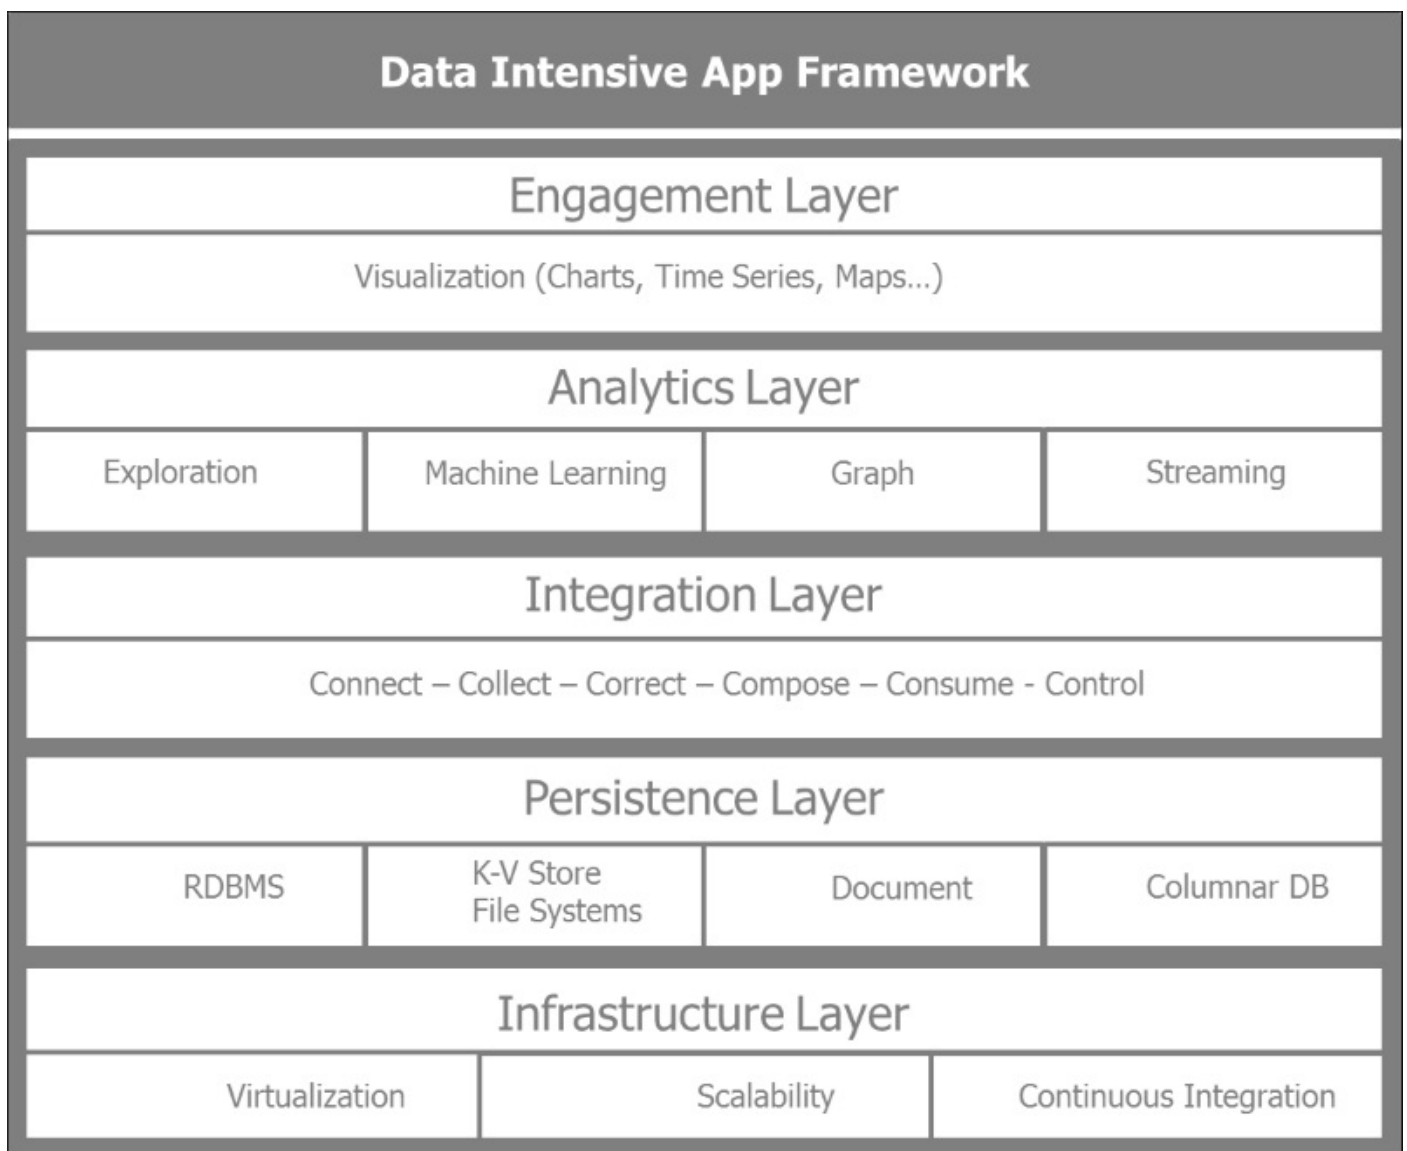 Data Intensive App Framework
Engagement Layer
Visualization (Charts, Time Series, Maps...)
Analytics Layer
Exploration
Machine Learning
Graph
Streaming
Integration Layer
Connect – Collect – Correct – Compose – Consume - Control
Persistence Layer
RDBMS
K-V Store
File Systems
Document
Columnar DB
Infrastructure Layer
Virtualization
Scalability
Continuous Integration